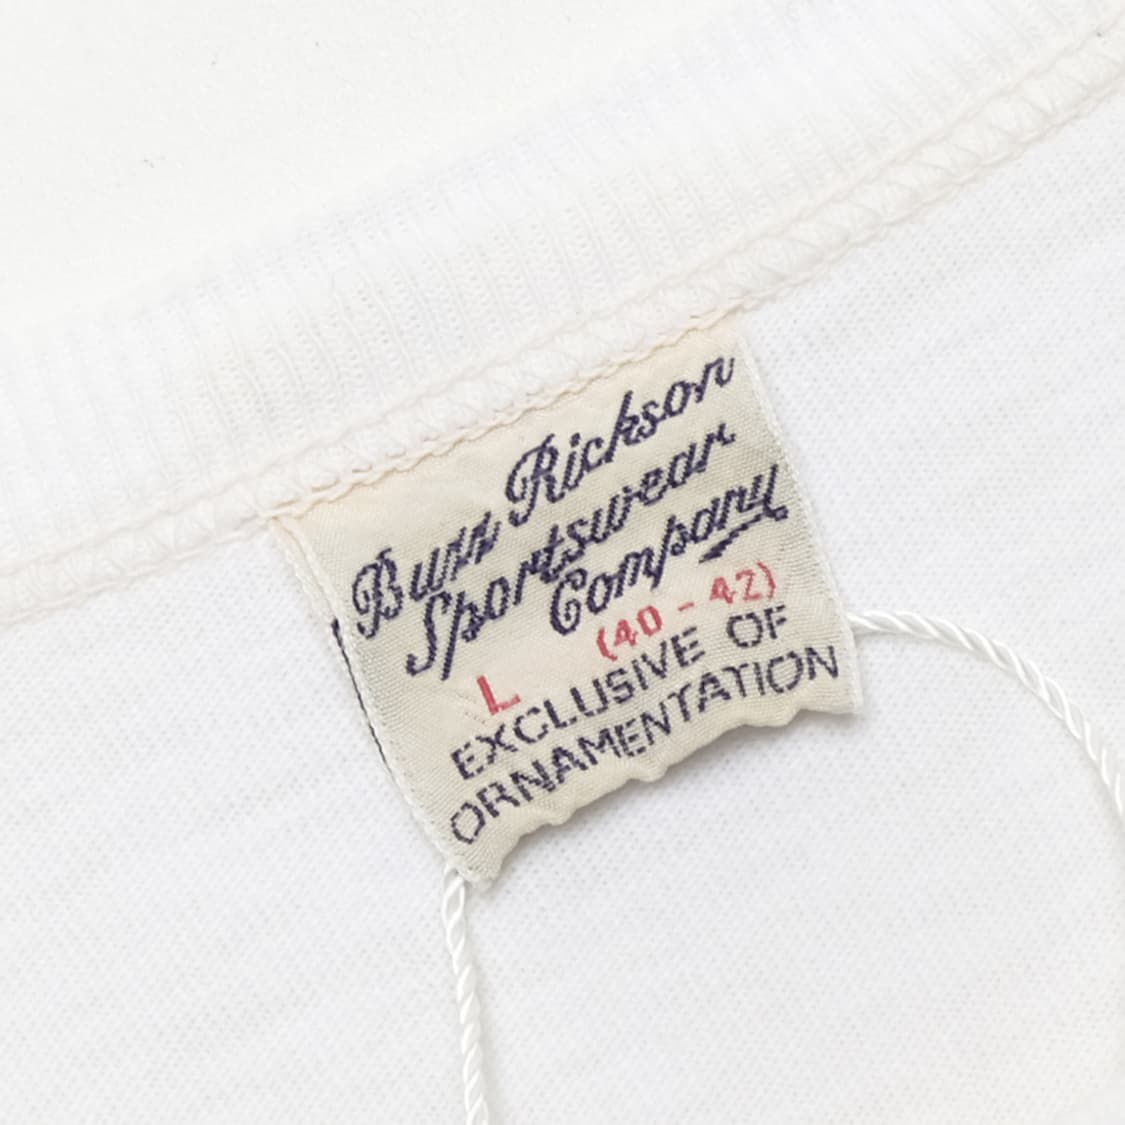 Buzz Rickson
Sportswear
Company
L (40 - 42)
EXCLUSIVE OF
ORNAMENTATION